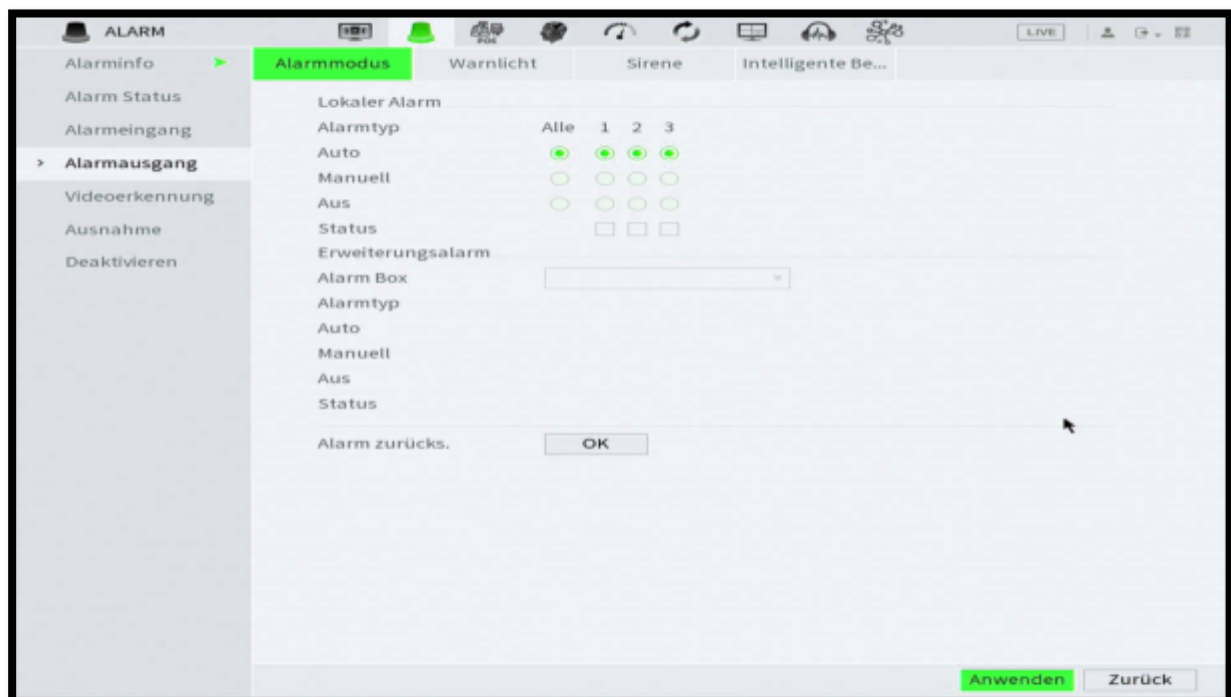 ALARM
POS
LIVE
Alarminfo
Alarm Status
Alarmeingang
Alarmausgang
Videoerkennung
Ausnahme
Deaktivieren
Alarmmodus Warnlicht Sirene Intelligente Be...
Lokaler Alarm
Alarmtyp Alle 1 2 3
Auto
Manuell
Aus
Status
Erweiterungsalarm
Alarm Box
Alarmtyp
Auto
Manuell
Aus
Status
Alarm zurücks. OK
Anwenden Zurück